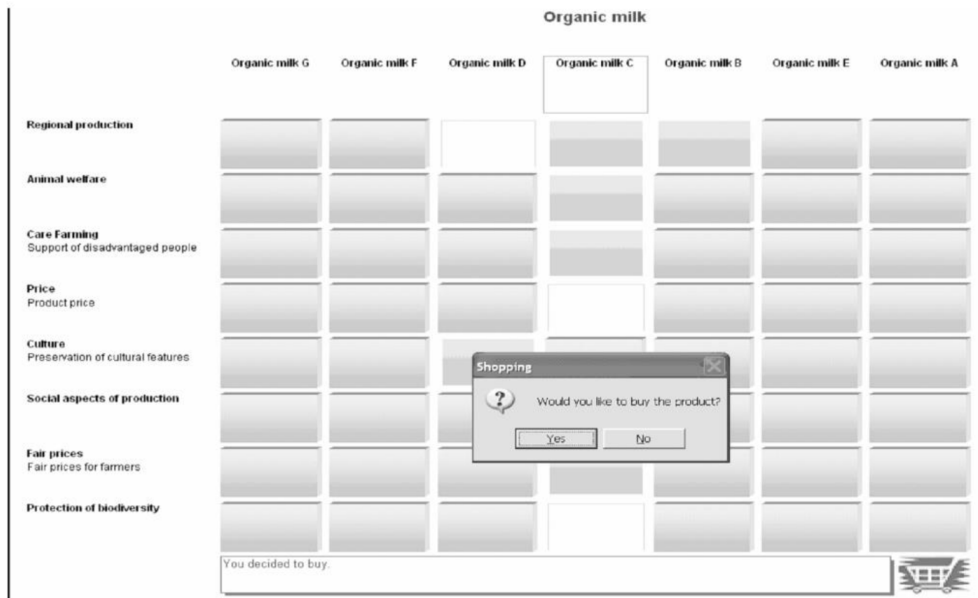 Organic milk
Organic milk G Organic milk F Organic milk D Organic milk C Organic milk B Organic milk E Organic milk A
Regional production
Animal welfare
Care Farming
Support of disadvantaged people
Price
Product price
Culture
Preservation of cultural features
Shopping
Would you like to buy the product?
Yes No
Social aspects of production
Fair prices
Fair prices for farmers
Protection of biodiversity
You decided to buy.